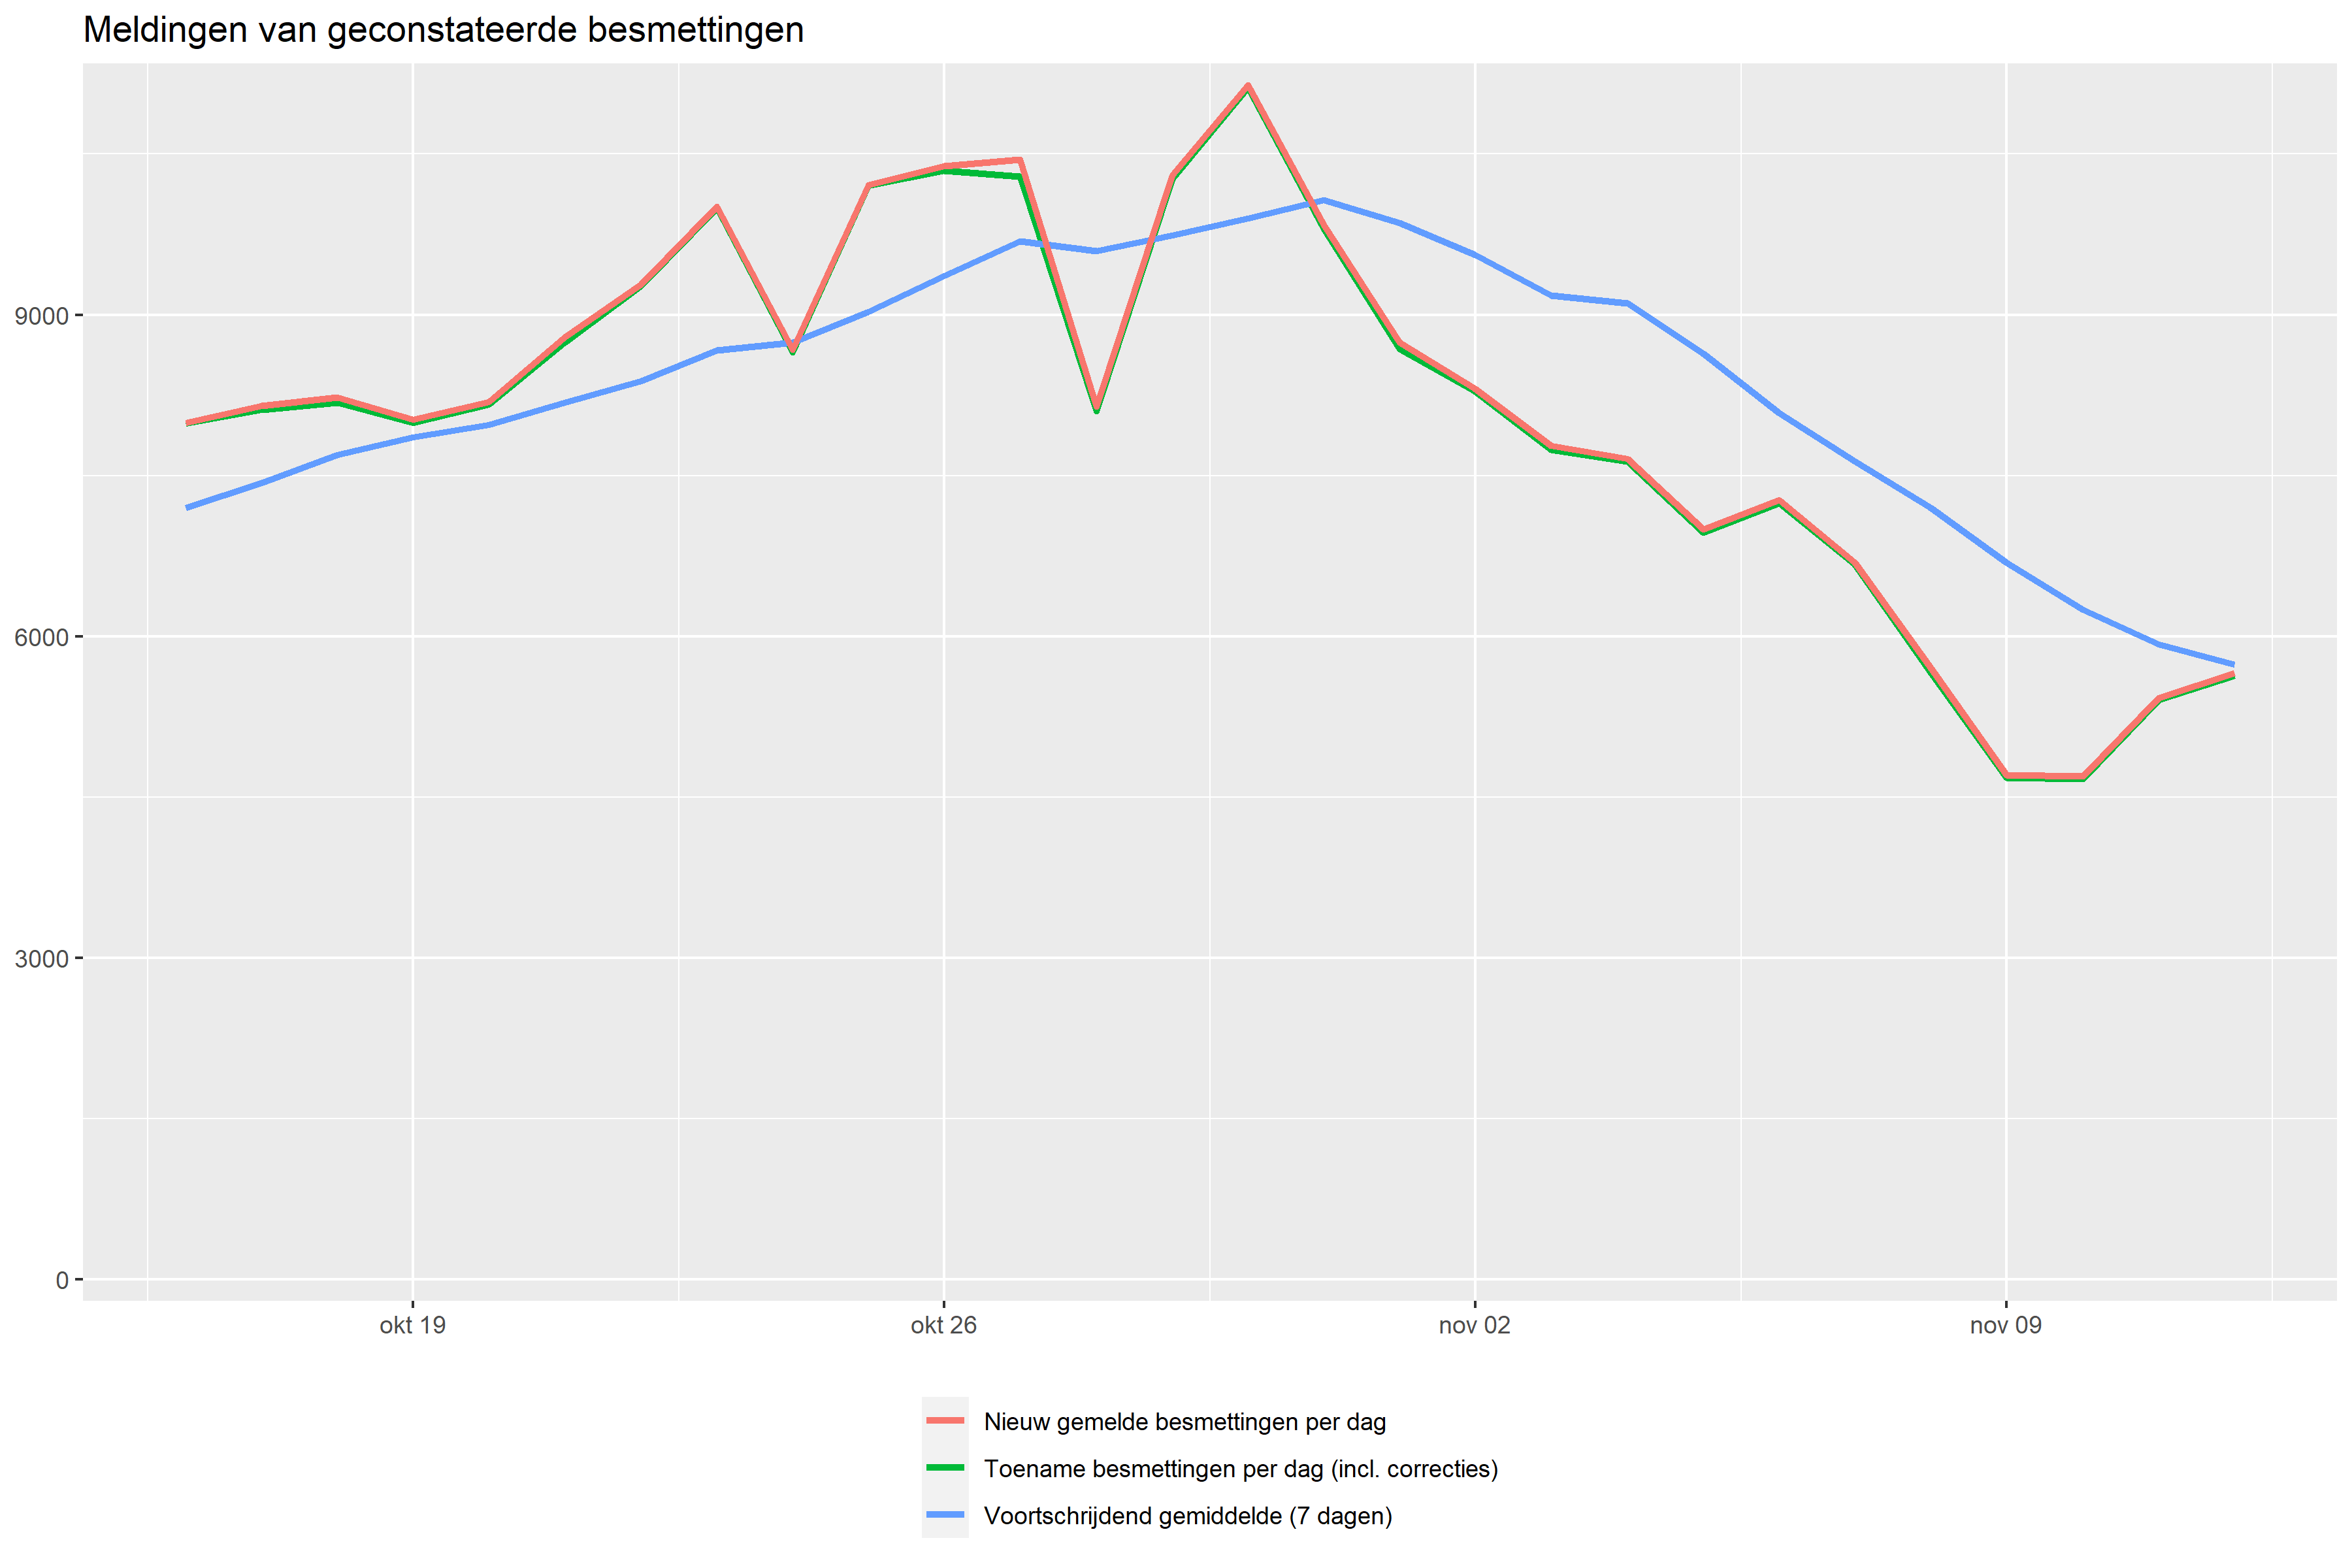 Meldingen van geconstateerde besmettingen
9000
6000
3000
0
okt 19 okt 26 nov 02 nov 09
Nieuw gemelde besmettingen per dag
Toename besmettingen per dag (incl. correcties)
Voortschrijdend gemiddelde (7 dagen)